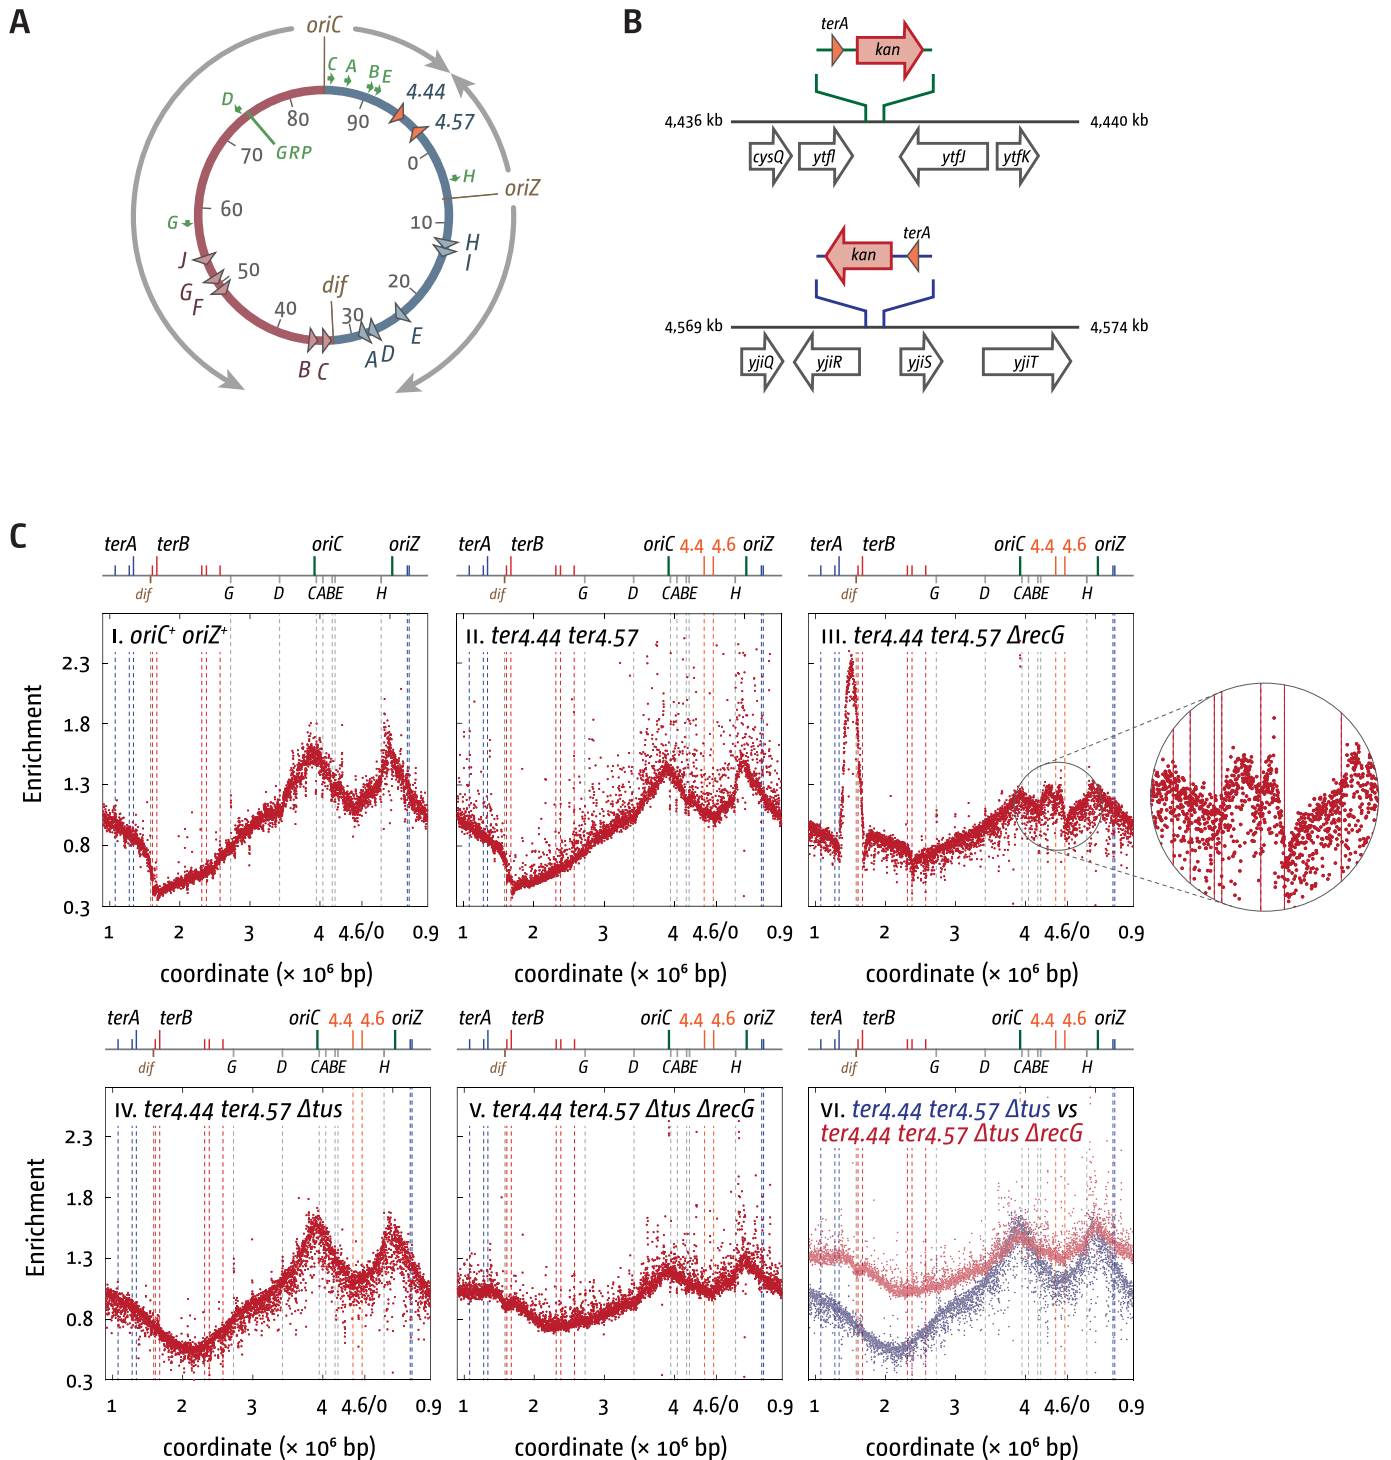 A
oriC
C
A
B
E
4.44
4.57
D
GRP
80
90
70
0
H
oriZ
G
60
10
H
I
J
50
G
F
dif
20
40
30
E
A
D
B
C
B
terA
kan
4,436 kb
4,440 kb
cysQ
ytfI
ytfJ
ytfK
terA
kan
4,569 kb
4,574 kb
yjiQ
yjiR
yjiS
yjiT
C
terA terB oriC oriZ
dif G D CABE H
I. oriC+ oriZ+
terA terB oriC 4.4 4.6 oriZ
dif G D CABE H
II. ter4.44 ter4.57
terA terB oriC 4.4 4.6 oriZ
dif G D CABE H
III. ter4.44 ter4.57 ΔrecG
Enrichment
2.3
1.8
1.3
0.8
0.3
1 2 3 4 4.6/0 0.9
coordinate (× 10⁶ bp)
1 2 3 4 4.6/0 0.9
coordinate (× 10⁶ bp)
1 2 3 4 4.6/0 0.9
coordinate (× 10⁶ bp)
terA terB oriC 4.4 4.6 oriZ
dif G D CABE H
IV. ter4.44 ter4.57 Δtus
terA terB oriC 4.4 4.6 oriZ
dif G D CABE H
V. ter4.44 ter4.57 Δtus ΔrecG
terA terB oriC 4.4 4.6 oriZ
dif G D CABE H
VI. ter4.44 ter4.57 Δtus vs
ter4.44 ter4.57 Δtus ΔrecG
Enrichment
2.3
1.8
1.3
0.8
0.3
1 2 3 4 4.6/0 0.9
coordinate (× 10⁶ bp)
1 2 3 4 4.6/0 0.9
coordinate (× 10⁶ bp)
1 2 3 4 4.6/0 0.9
coordinate (× 10⁶ bp)